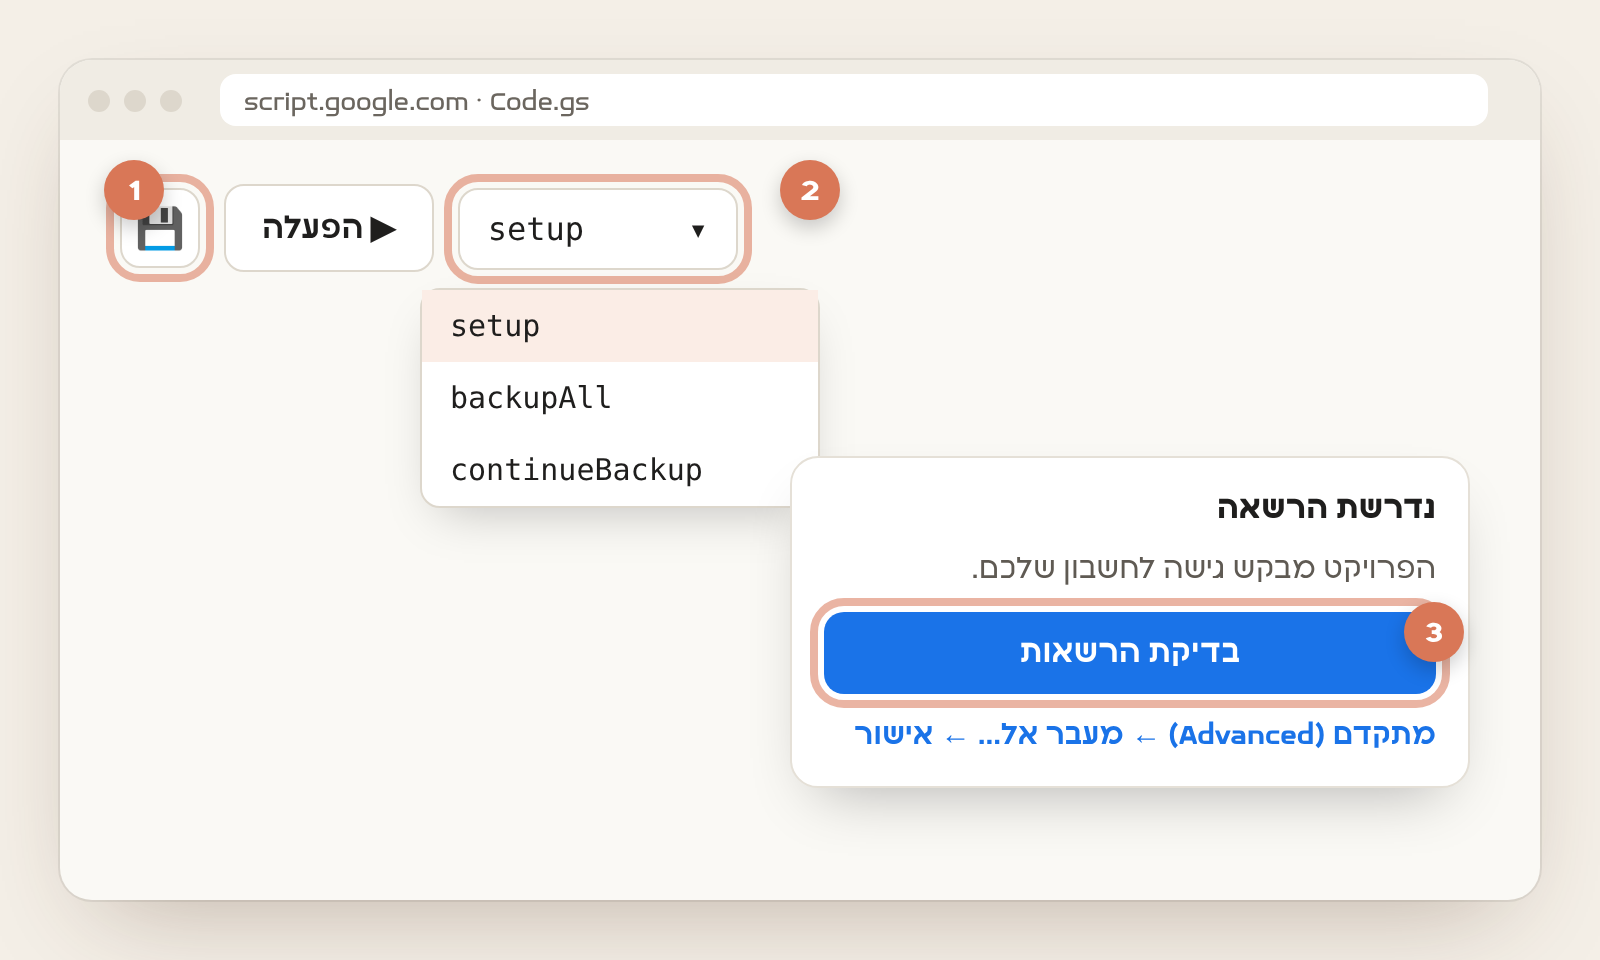 script.google.com · Code.gs
1
💾
▶ הפעלה
setup ▾
2
setup
backupAll
continueBackup
נדרשת הרשאה
הפרויקט מבקש גישה לחשבון שלכם.
בדיקת הרשאות
3
מתקדם (Advanced) ← מעבר אל... ← אישור